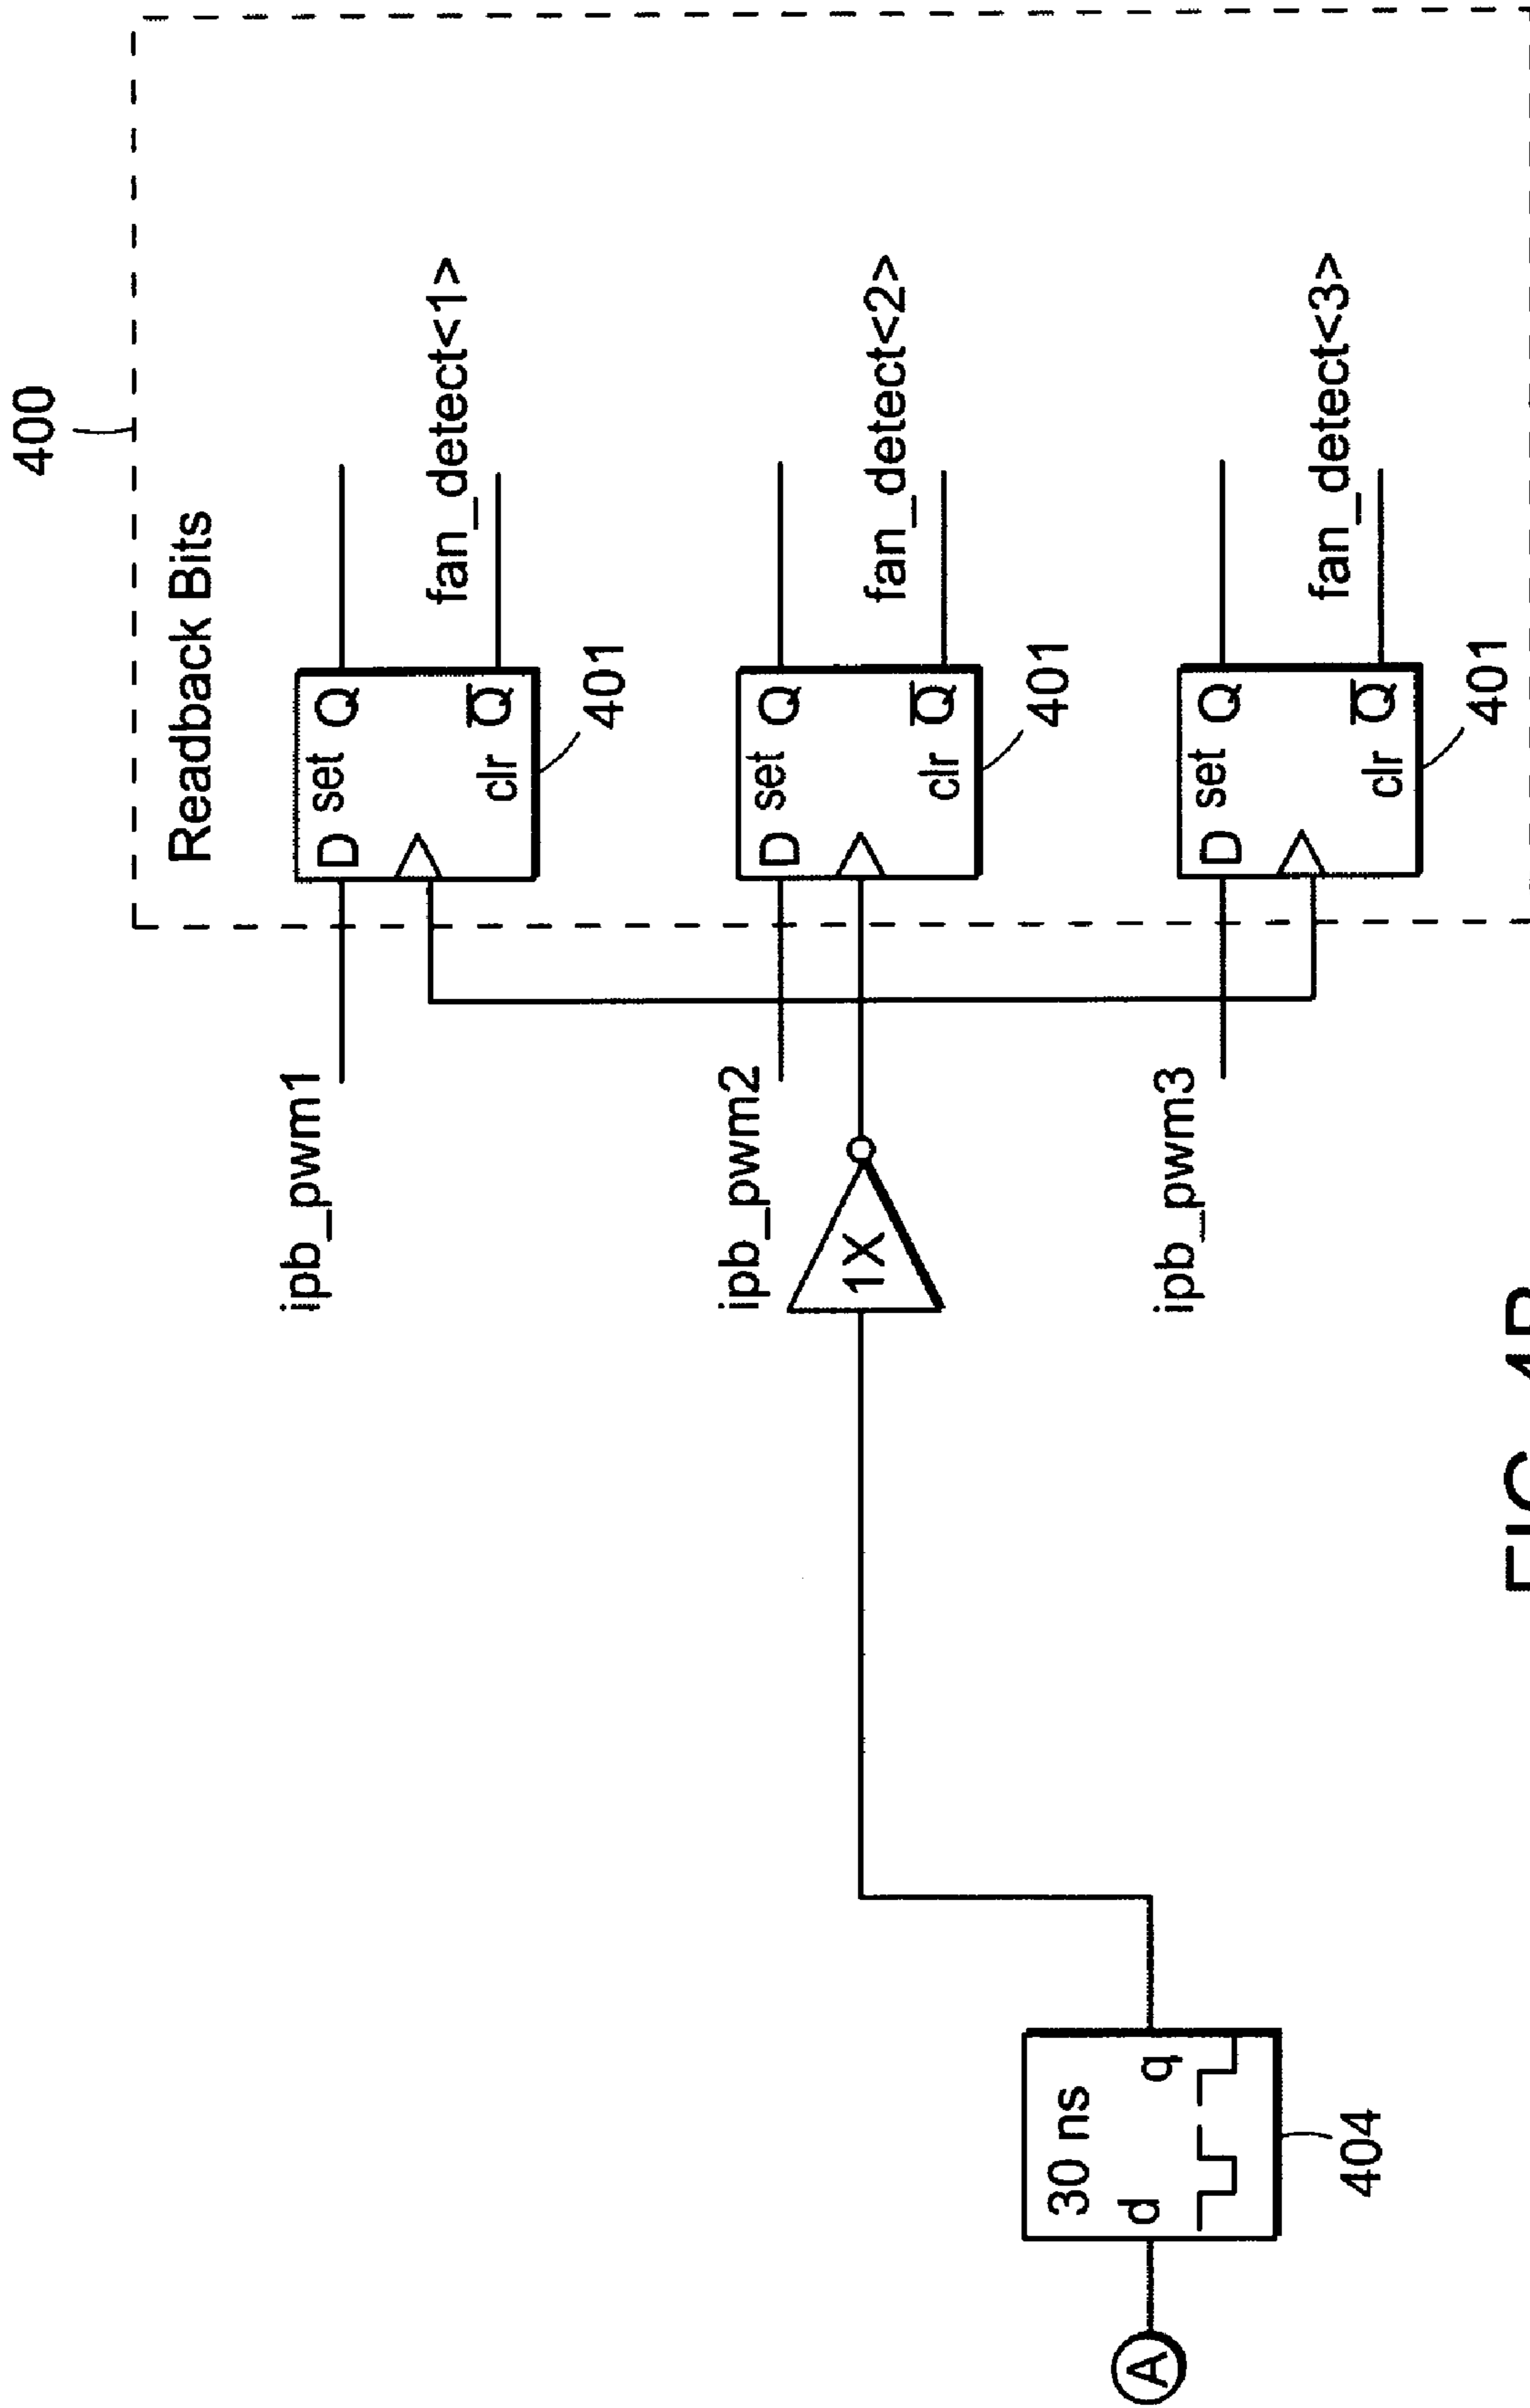 400
Readback Bits
ipb_pwm1
D set Q
clr Q
fan_detect<1>
401
ipb_pwm2
D set Q
clr Q
fan_detect<2>
401
1X
ipb_pwm3
D set Q
clr Q
fan_detect<3>
401
30 ns
d q
404
A